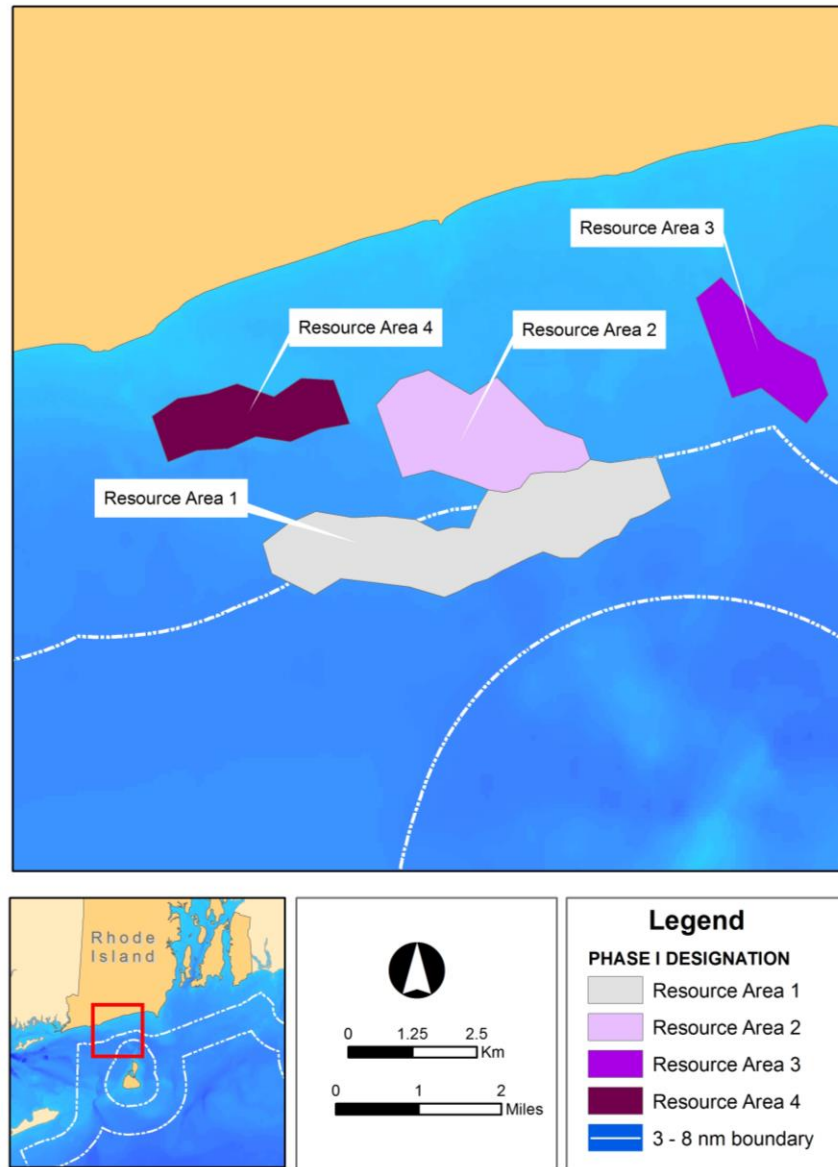 Resource Area 3
Resource Area 4
Resource Area 2
Resource Area 1
Rhode
Island
0 1.25 2.5
Km
0 1 2
Miles
Legend
PHASE I DESIGNATION
Resource Area 1
Resource Area 2
Resource Area 3
Resource Area 4
3 - 8 nm boundary